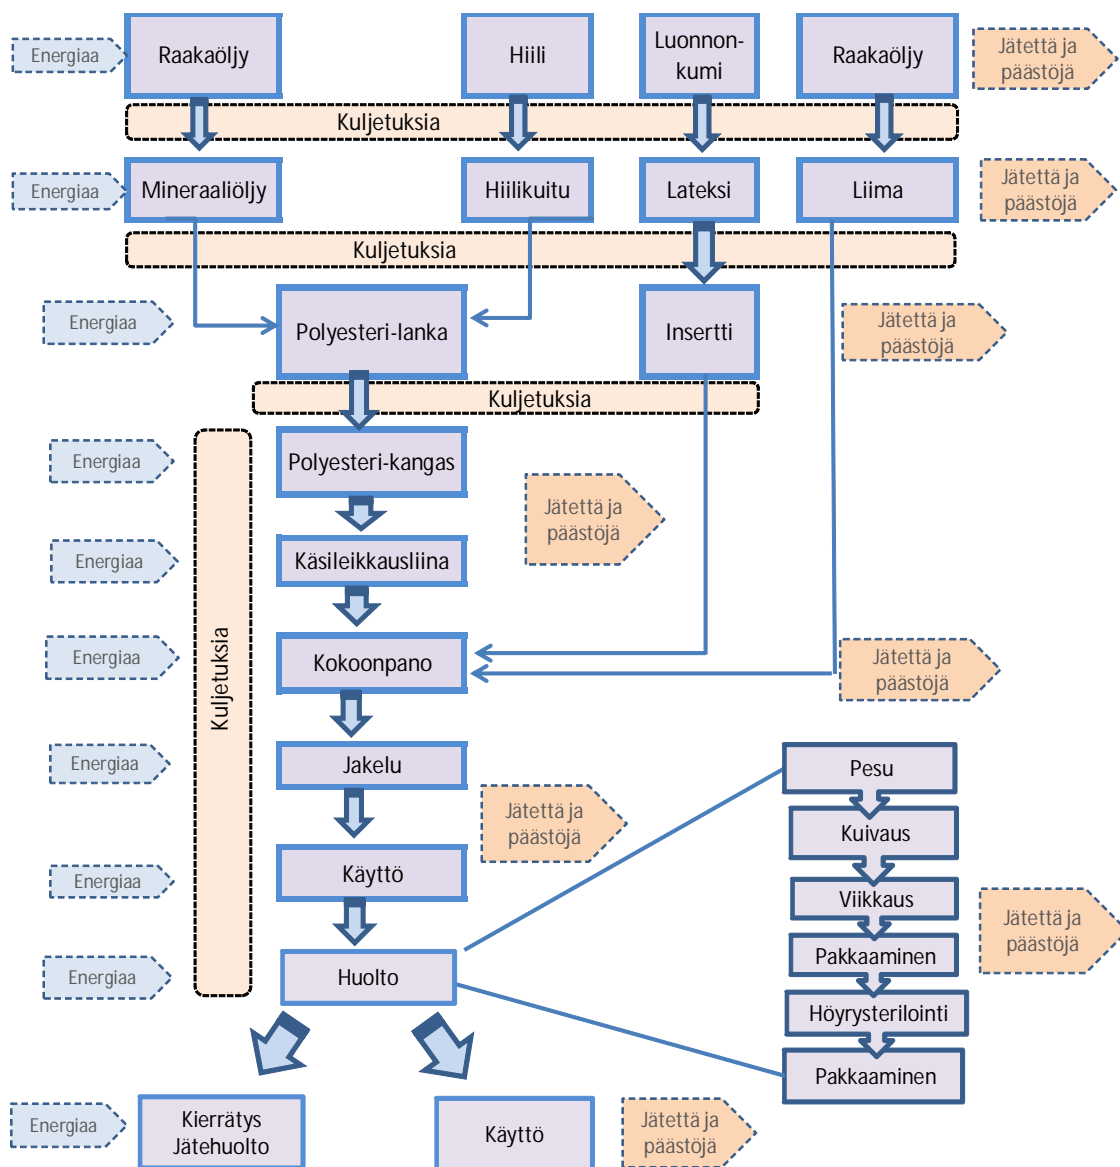 Energiaa
Raakaöljy
Hiili
Luonnon-
kumi
Raakaöljy
Jätettä ja
päästöjä
Kuljetuksia
Energiaa
Mineraaliöljy
Hiilikuitu
Lateksi
Liima
Jätettä ja
päästöjä
Kuljetuksia
Energiaa
Polyesteri-lanka
Insertti
Jätettä ja
päästöjä
Kuljetuksia
Energiaa
Polyesteri-kangas
Jätettä ja
päästöjä
Energiaa
Käsileikkausliina
Kuljetuksia
Energiaa
Kokoonpano
Jätettä ja
päästöjä
Energiaa
Jakelu
Pesu
Jätettä ja
päästöjä
Kuivaus
Energiaa
Käyttö
Viikkaus
Jätettä ja
päästöjä
Pakkaaminen
Energiaa
Huolto
Höyrysterilointi
Pakkaaminen
Energiaa
Kierrätys
Jätehuolto
Käyttö
Jätettä ja
päästöjä